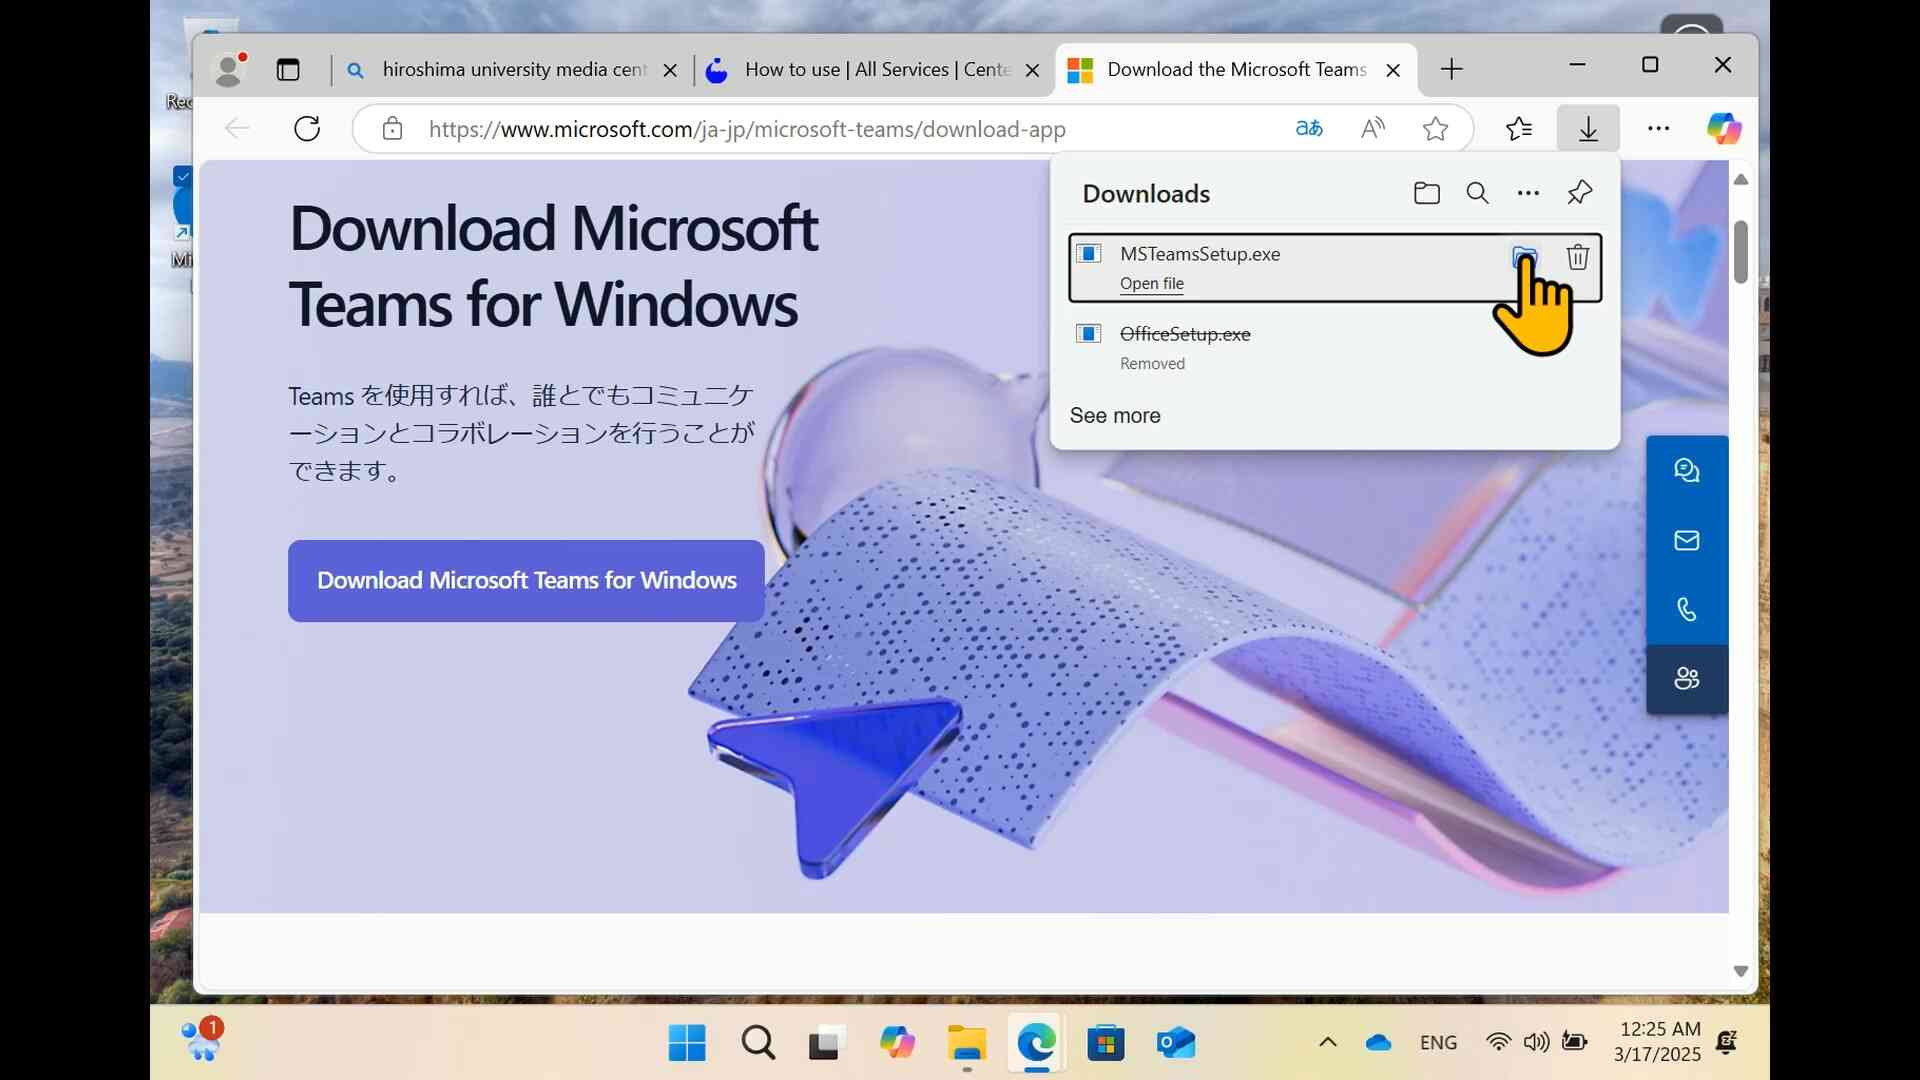 hiroshima university media cent
How to use | All Services | Cente
Download the Microsoft Teams
https://www.microsoft.com/ja-jp/microsoft-teams/download-app
Rec
Mi
Download Microsoft
Teams for Windows
Teams を使用すれば、誰とでもコミュニケ
ーションとコラボレーションを行うことが
できます。
Download Microsoft Teams for Windows
Downloads
MSTeamsSetup.exe
Open file
OfficeSetup.exe
Removed
See more
1
ENG
12:25 AM
3/17/2025